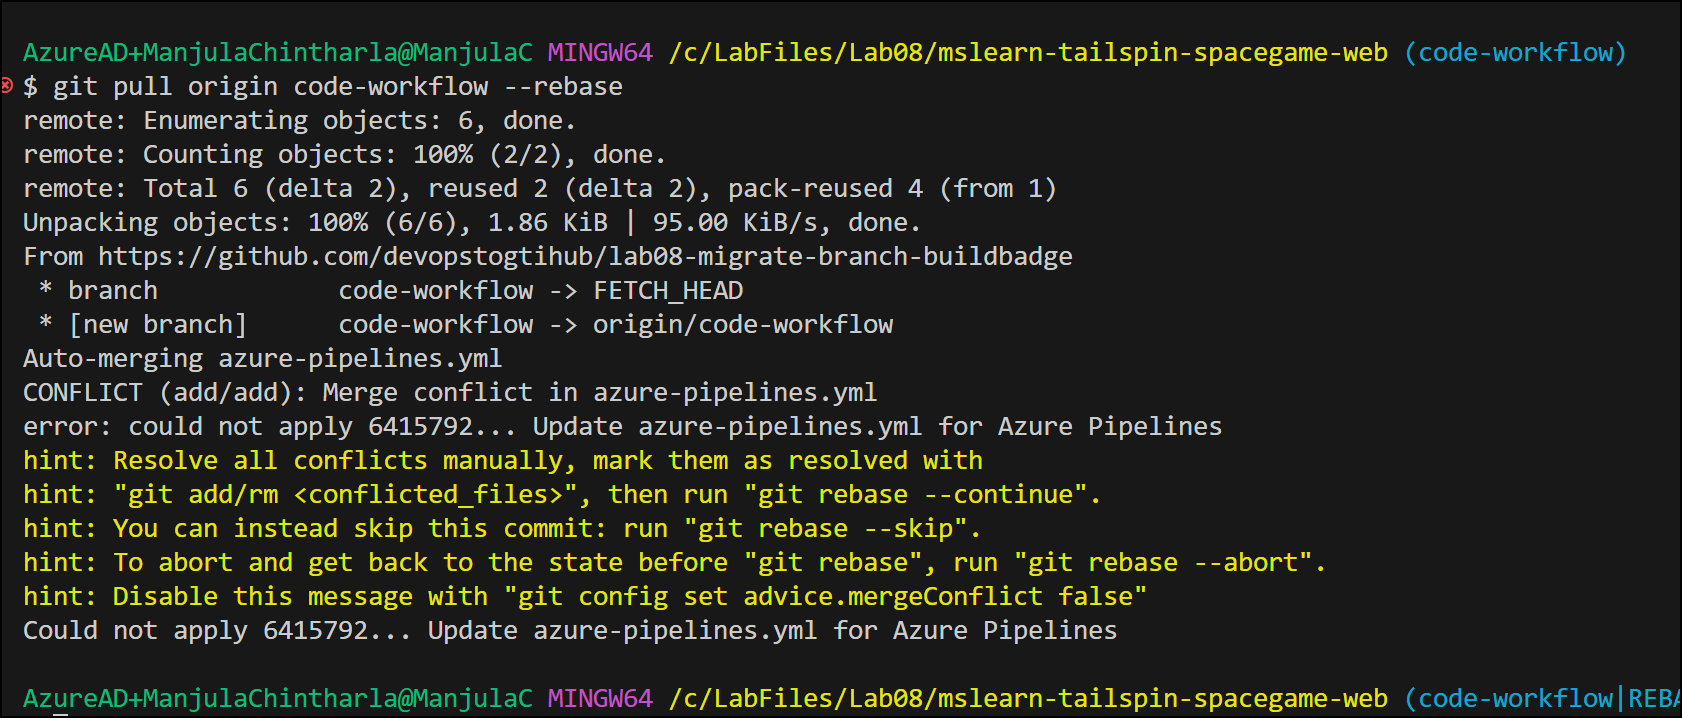 AzureAD+ManjulaChintharla@ManjulaC MINGW64 /c/LabFiles/Lab08/mslearn-tailspin-spacegame-web (code-workflow)
$ git pull origin code-workflow --rebase
remote: Enumerating objects: 6, done.
remote: Counting objects: 100% (2/2), done.
remote: Total 6 (delta 2), reused 2 (delta 2), pack-reused 4 (from 1)
Unpacking objects: 100% (6/6), 1.86 KiB | 95.00 KiB/s, done.
From https://github.com/devopstogtihub/lab08-migrate-branch-buildbadge
 * branch            code-workflow -> FETCH_HEAD
 * [new branch]      code-workflow -> origin/code-workflow
Auto-merging azure-pipelines.yml
CONFLICT (add/add): Merge conflict in azure-pipelines.yml
error: could not apply 6415792... Update azure-pipelines.yml for Azure Pipelines
hint: Resolve all conflicts manually, mark them as resolved with
hint: "git add/rm <conflicted_files>", then run "git rebase --continue".
hint: You can instead skip this commit: run "git rebase --skip".
hint: To abort and get back to the state before "git rebase", run "git rebase --abort".
hint: Disable this message with "git config set advice.mergeConflict false"
Could not apply 6415792... Update azure-pipelines.yml for Azure Pipelines
AzureAD+ManjulaChintharla@ManjulaC MINGW64 /c/LabFiles/Lab08/mslearn-tailspin-spacegame-web (code-workflow|REBA